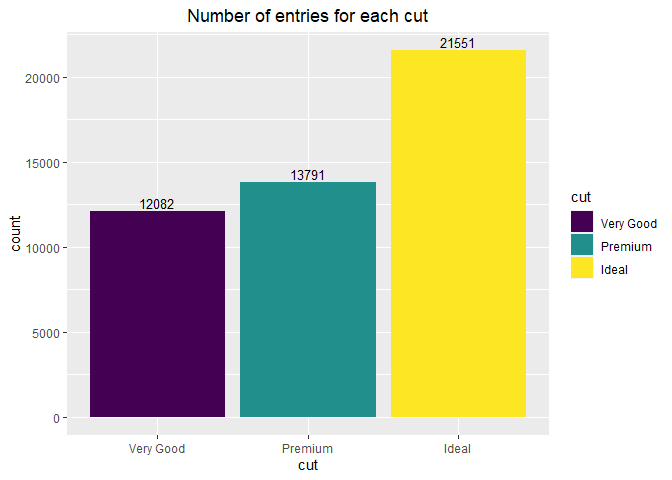 Number of entries for each cut
21551
20000
15000
13791
12082
10000
5000
0
count
Very Good Premium Ideal
cut
cut
Very Good
Premium
Ideal